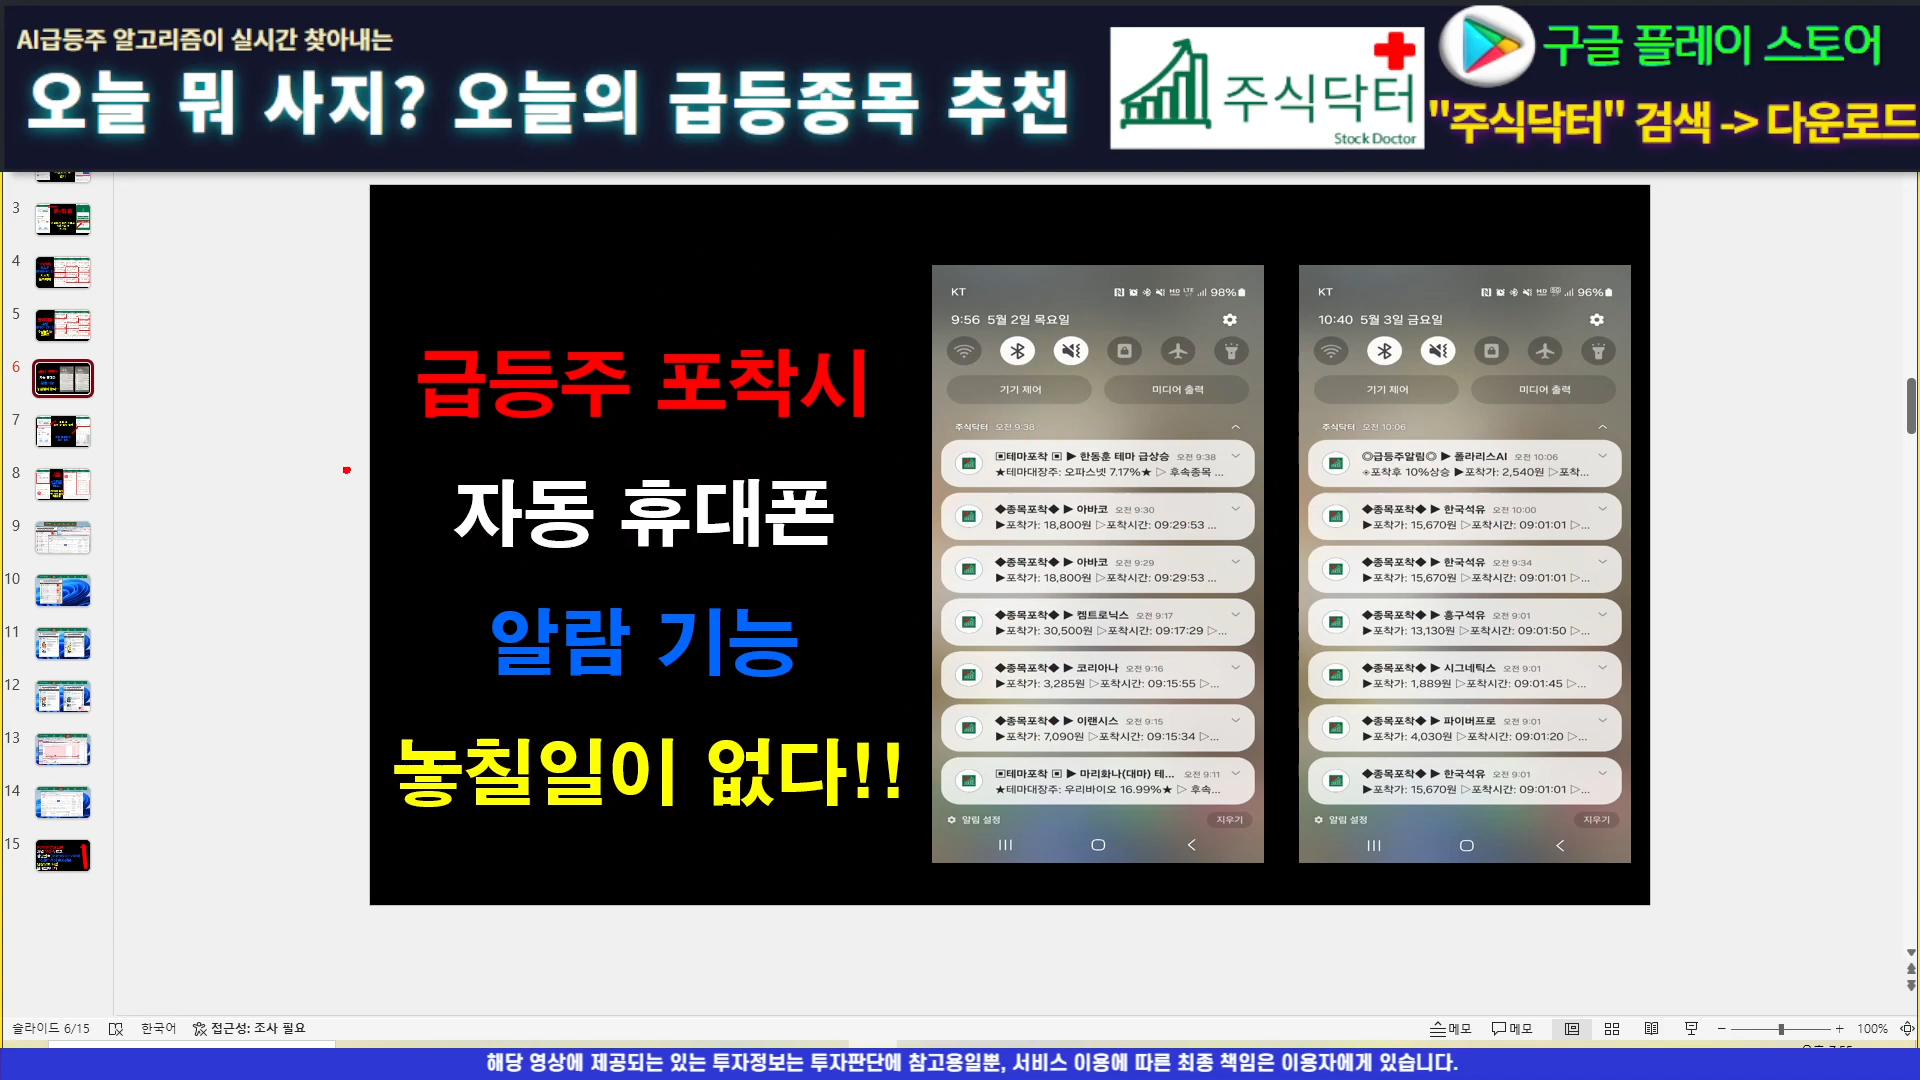 AI급등주 알고리즘이 실시간 찾아내는
오늘 뭐 사지? 오늘의 급등종목 추천
주식닥터
Stock Doctor
구글 플레이 스토어
"주식닥터" 검색 -> 다운로드
3
4
5
6
7
8
9
10
11
12
13
14
15
급등주 포착시
자동 휴대폰
알람 기능
놓칠일이 없다!!
KT 98%
9:56 5월 2일 목요일
기기 제어 미디어 출력
주식닥터 오전 9:38
▣테마포착 ▣ ▶ 한동훈 테마 급상승 오전 9:38
★테마대장주: 오파스넷 7.17%★ ▷ 후속종목 ...
◆종목포착◆ ▶ 아바코 오전 9:30
▶포착가: 18,800원 ▷포착시간: 09:29:53 ...
◆종목포착◆ ▶ 아바코 오전 9:29
▶포착가: 18,800원 ▷포착시간: 09:29:53 ...
◆종목포착◆ ▶ 켐트로닉스 오전 9:17
▶포착가: 30,500원 ▷포착시간: 09:17:29 ▷...
◆종목포착◆ ▶ 코리아나 오전 9:16
▶포착가: 3,285원 ▷포착시간: 09:15:55 ▷...
◆종목포착◆ ▶ 이랜시스 오전 9:15
▶포착가: 7,090원 ▷포착시간: 09:15:34 ▷...
▣테마포착 ▣ ▶ 마리화나(대마) 테... 오전 9:11
★테마대장주: 우리바이오 16.99%★ ▷ 후속...
알림 설정 지우기
KT 96%
10:40 5월 3일 금요일
기기 제어 미디어 출력
주식닥터 오전 10:06
◎급등주알림◎ ▶ 폴라리스AI 오전 10:06
◈포착후 10%상승 ▶포착가: 2,540원 ▷포착...
◆종목포착◆ ▶ 한국석유 오전 10:00
▶포착가: 15,670원 ▷포착시간: 09:01:01 ▷...
◆종목포착◆ ▶ 한국석유 오전 9:34
▶포착가: 15,670원 ▷포착시간: 09:01:01 ▷...
◆종목포착◆ ▶ 흥구석유 오전 9:01
▶포착가: 13,130원 ▷포착시간: 09:01:50 ▷...
◆종목포착◆ ▶ 시그네틱스 오전 9:01
▶포착가: 1,889원 ▷포착시간: 09:01:45 ▷...
◆종목포착◆ ▶ 파이버프로 오전 9:01
▶포착가: 4,030원 ▷포착시간: 09:01:20 ▷...
◆종목포착◆ ▶ 한국석유 오전 9:01
▶포착가: 15,670원 ▷포착시간: 09:01:01 ▷...
알림 설정 지우기
슬라이드 6/15 한국어 접근성: 조사 필요 메모 메모 100%
해당 영상에 제공되는 있는 투자정보는 투자판단에 참고용일뿐, 서비스 이용에 따른 최종 책임은 이용자에게 있습니다.